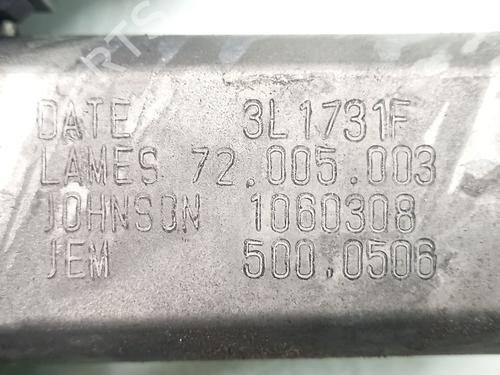 DATE 3L1731F
LAMES 72.005.003
JOHNSON 1060308
JEM 500.0506